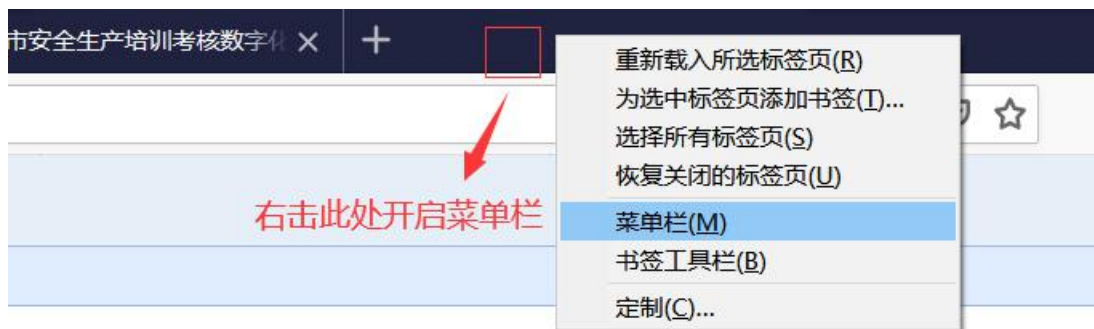 市安全生产培训考核数字化
重新载入所选标签页(R)
为选中标签页添加书签(T)...
选择所有标签页(S)
恢复关闭的标签页(U)
右击此处开启菜单栏
菜单栏(M)
书签工具栏(B)
定制(C)...